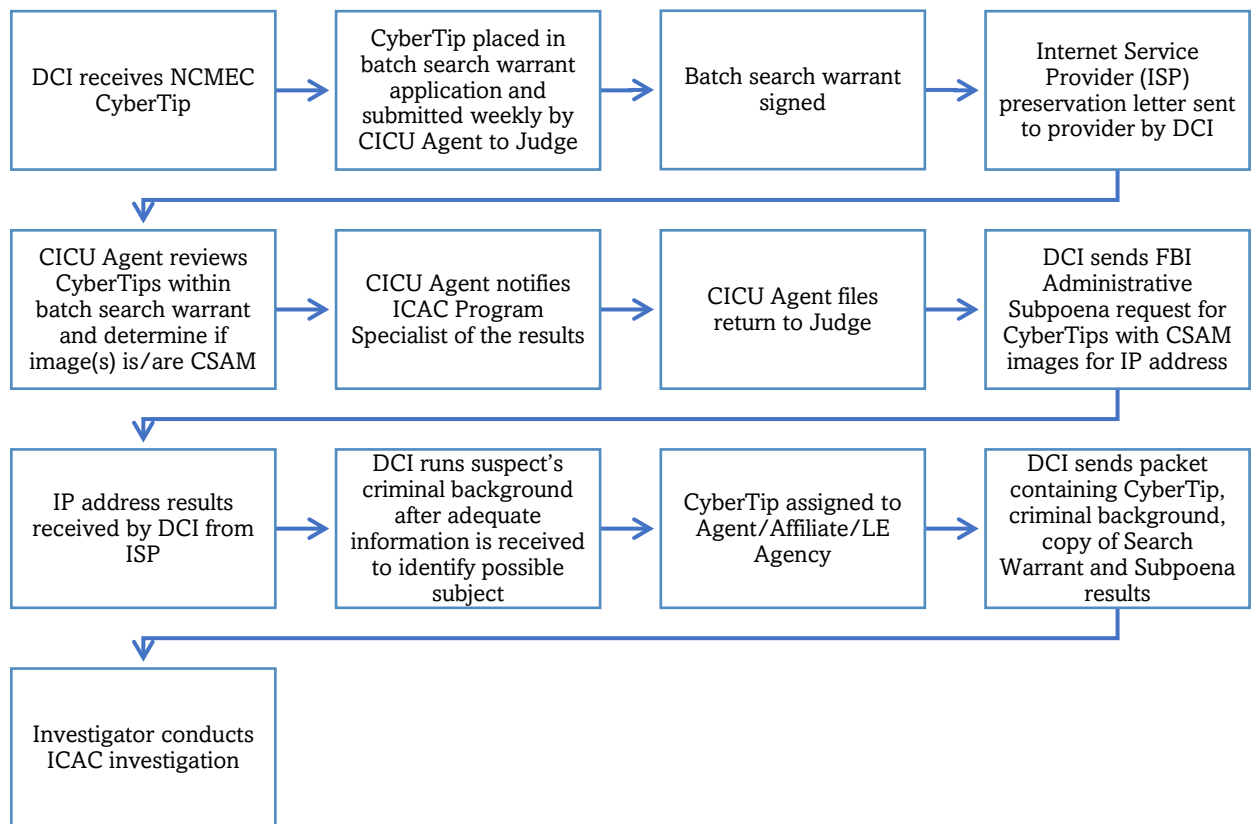 DCI receives NCMEC
CyberTip
CyberTip placed in
batch search warrant
application and
submitted weekly by
CICU Agent to Judge
Batch search warrant
signed
Internet Service
Provider (ISP)
preservation letter sent
to provider by DCI
CICU Agent reviews
CyberTips within
batch search warrant
and determine if
image(s) is/are CSAM
CICU Agent notifies
ICAC Program
Specialist of the results
CICU Agent files
return to Judge
DCI sends FBI
Administrative
Subpoena request for
CyberTips with CSAM
images for IP address
IP address results
received by DCI from
ISP
DCI runs suspect's
criminal background
after adequate
information is received
to identify possible
subject
CyberTip assigned to
Agent/Affiliate/LE
Agency
DCI sends packet
containing CyberTip,
criminal background,
copy of Search
Warrant and Subpoena
results
Investigator conducts
ICAC investigation